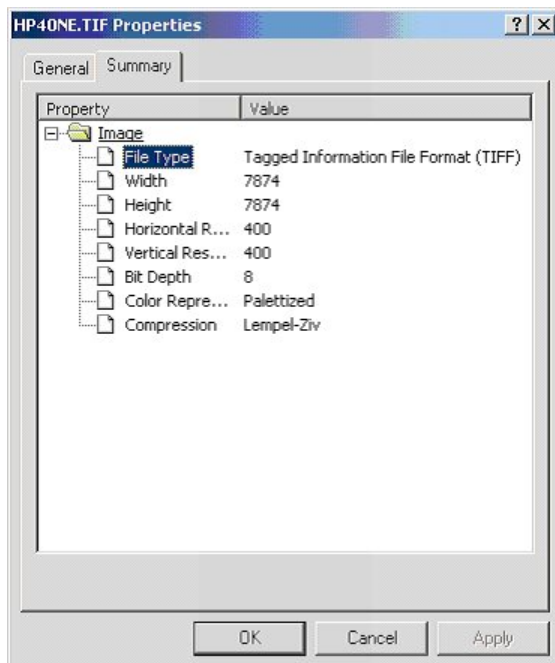 HP40NE.TIF Properties
General Summary
Property Value
Image
File Type Tagged Information File Format (TIFF)
Width 7874
Height 7874
Horizontal R... 400
Vertical Res... 400
Bit Depth 8
Color Repre... Palettized
Compression Lempel-Ziv
OK Cancel Apply